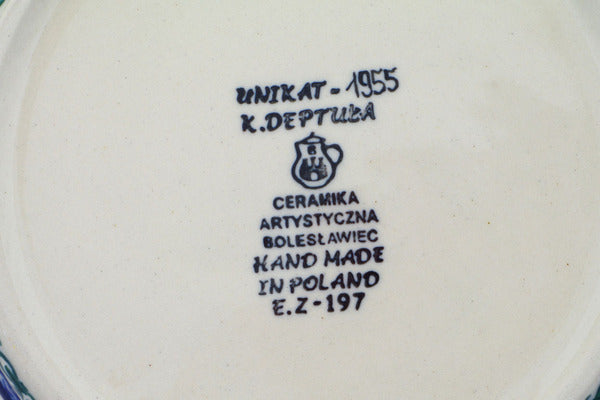 UNIKAT - 1955
K.DEPTUŁA
B
CERAMIKA
ARTYSTYCZNA
BOLESŁAWIEC
HAND MADE
IN POLAND
E.Z-197